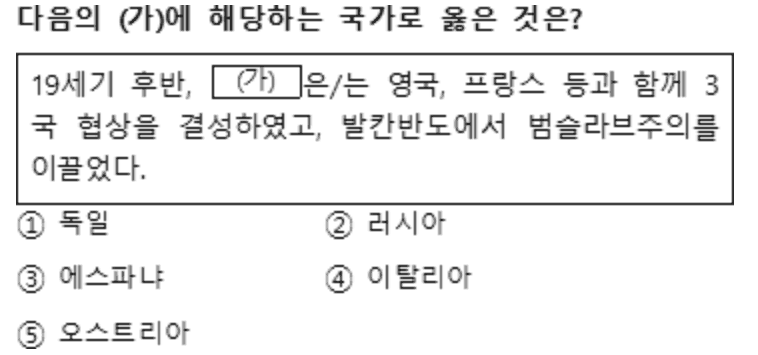 다음의 (가)에 해당하는 국가로 옳은 것은?
19세기 후반, (가) 은/는 영국, 프랑스 등과 함께 3
국 협상을 결성하였고, 발칸반도에서 범슬라브주의를
이끌었다.
① 독일 ② 러시아
③ 에스파냐 ④ 이탈리아
⑤ 오스트리아